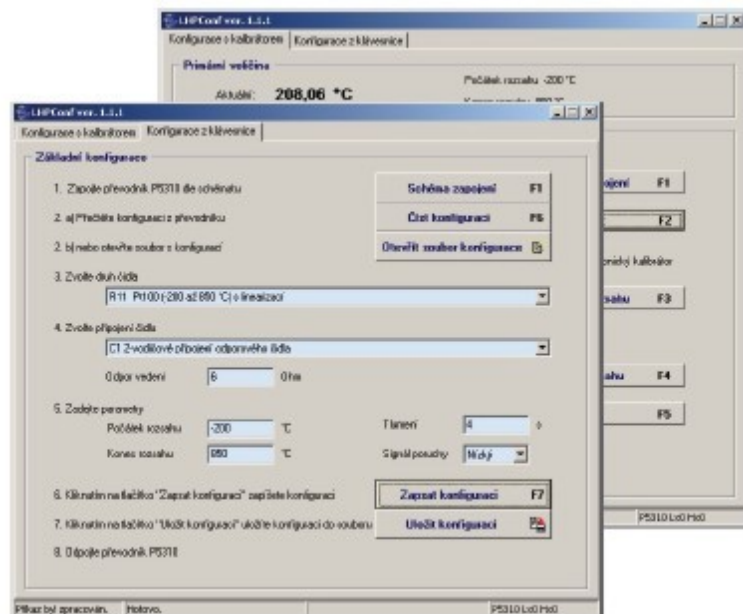 LHPConf ver. 1.1.1
Konfigurace s kalibrátorem Konfigurace z klávesnice
Primární veličina
Aktuální: 208,06 °C
Počátek rozsahu -200 °C
LHPConf ver. 1.1.1
Konfigurace s kalibrátorem Konfigurace z klávesnice
Základní konfigurace
1. Zapojte převodník P5310 dle schématu
Schéma zapojení F1
2. a) Přečtěte konfiguraci z převodníku
Číst konfiguraci F6
2. b) nebo otevřte soubor s konfigurací
Otevřít soubor konfigurace
3. Zvolte druh čidla
R11 Pt100 (-200 až 850 °C) s linearizací
4. Zvolte připojení čidla
C1 2-vodičové připojení odporového čidla
Odpor vedení 6 Ohm
5. Zadejte parametry
Počátek rozsahu -200 °C
Tlumení 4 s
Konec rozsahu 850 °C
Signál poruchy Nízký
6. Kliknutím na tlačítko "Zapsat konfiguraci" zapíšete konfiguraci
Zapsat konfiguraci F7
7. Kliknutím na tlačítko "Uložit konfiguraci" uložíte konfiguraci do souboru
Uložit konfiguraci
8. Odpojte převodník P5310
Příkaz byl zpracován. Hotovo. P5310 Lx0 Hx0
ojení F1
F2
kalibrátor
F3
F4
F5
P5310 Lx0 Hx0